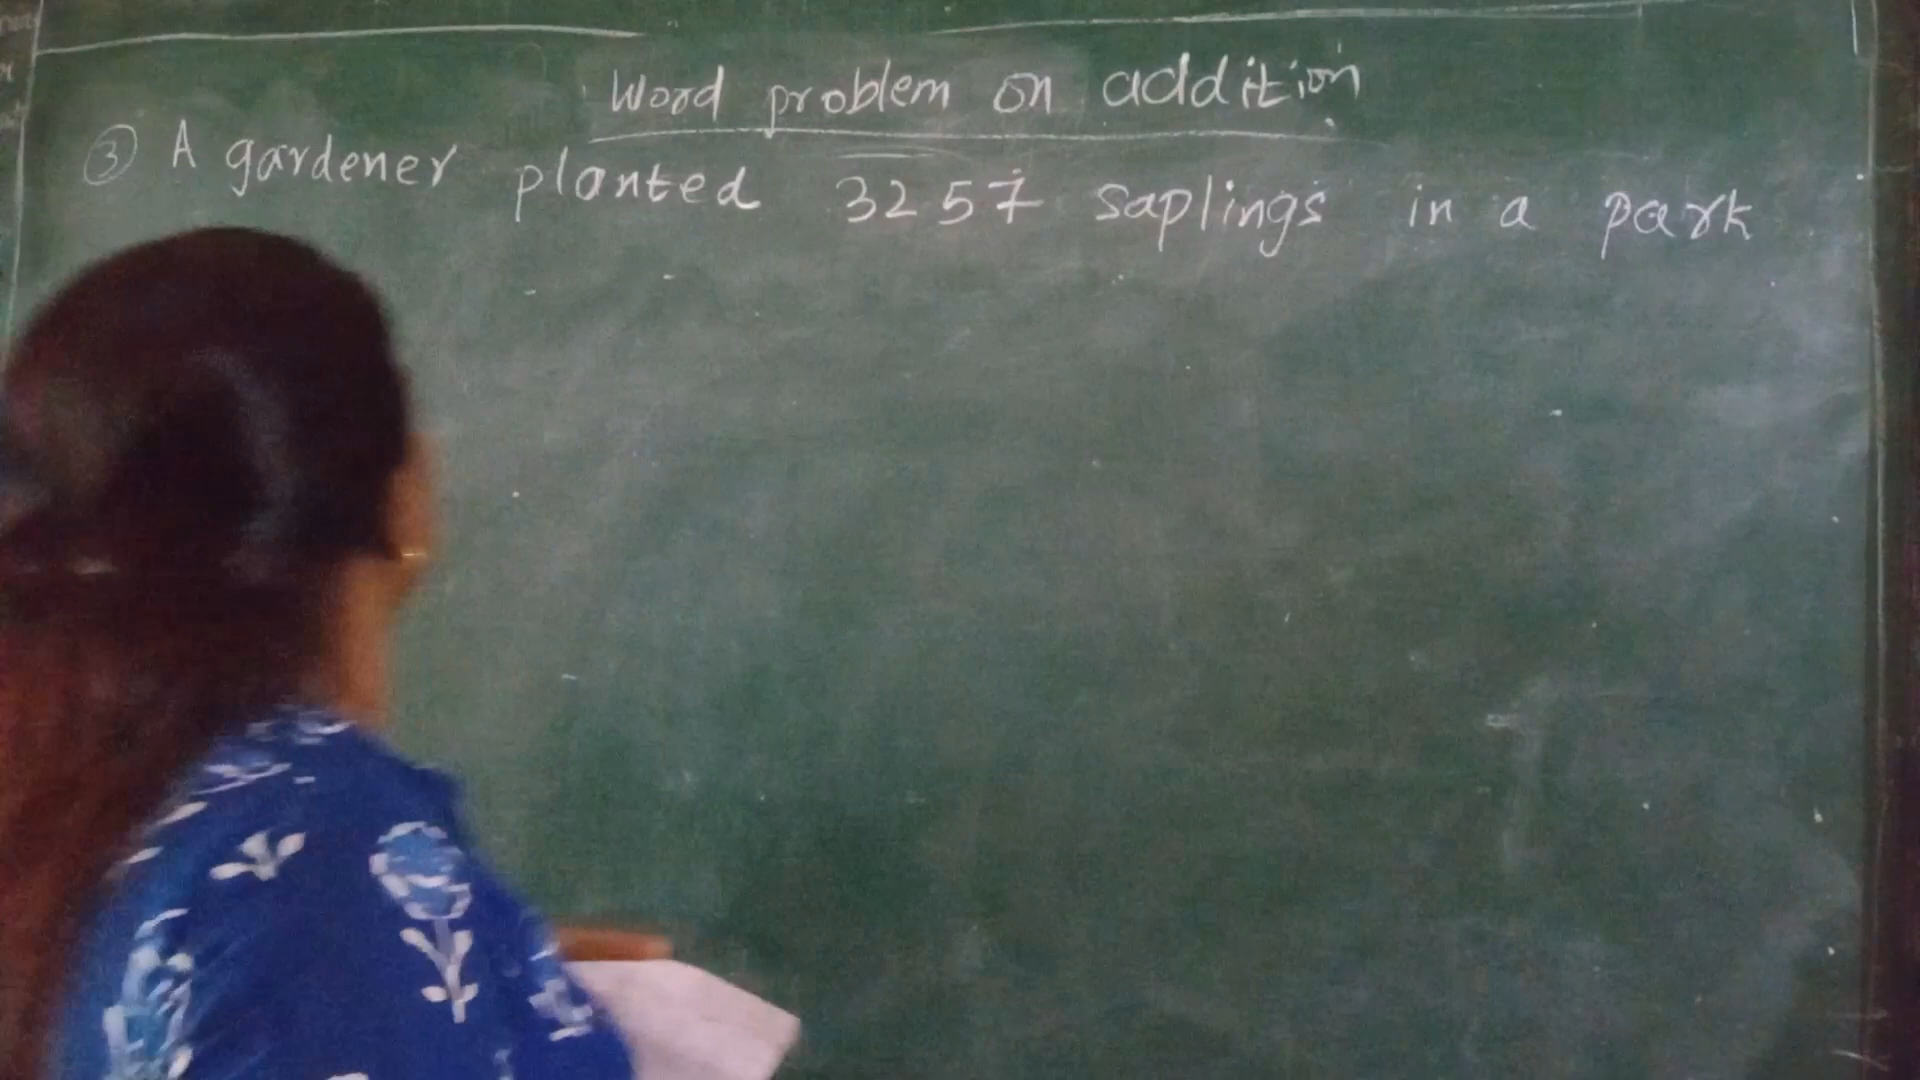 Word problem on addition
③ A gardener planted 3257 saplings in a park